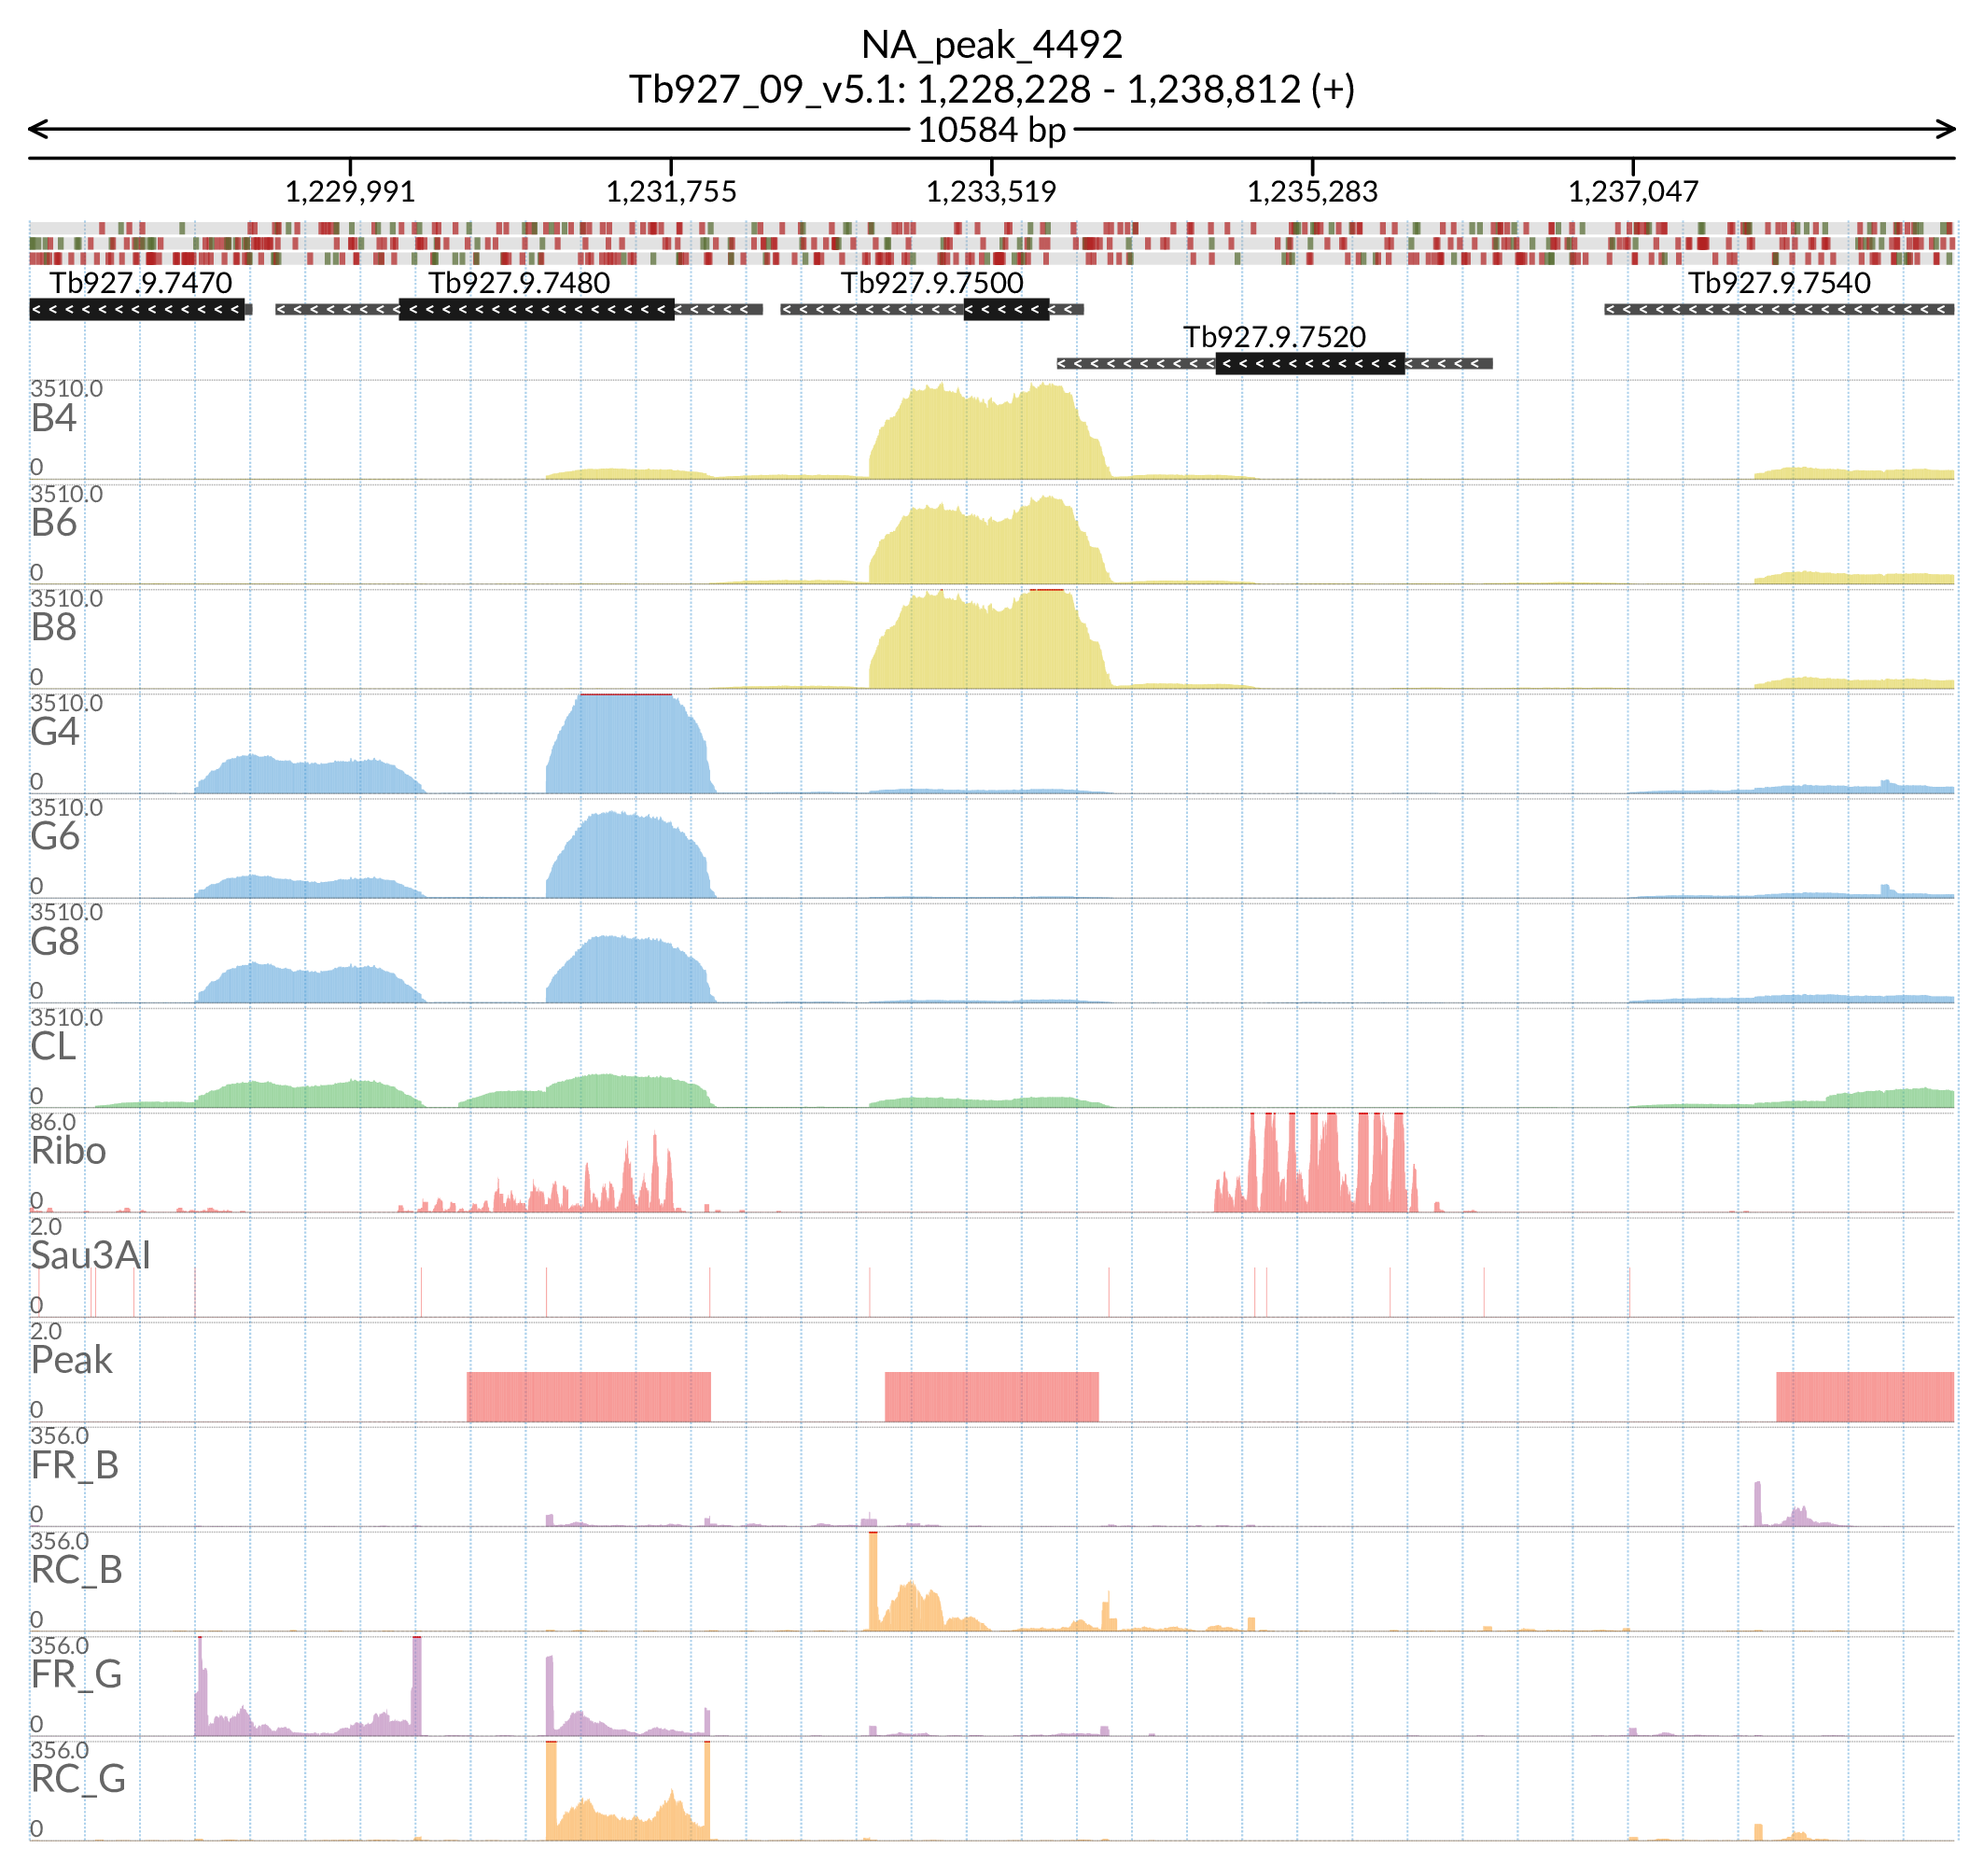 NA_peak_4492
Tb927_09_v5.1: 1,228,228 - 1,238,812 (+)
10584 bp
1,229,991 1,231,755 1,233,519 1,235,283 1,237,047
Tb927.9.7470 Tb927.9.7480 Tb927.9.7500 Tb927.9.7540
Tb927.9.7520
3510.0
B4
0
3510.0
B6
0
3510.0
B8
0
3510.0
G4
0
3510.0
G6
0
3510.0
G8
0
3510.0
CL
0
86.0
Ribo
0
2.0
Sau3AI
0
2.0
Peak
0
356.0
FR_B
0
356.0
RC_B
0
356.0
FR_G
0
356.0
RC_G
0